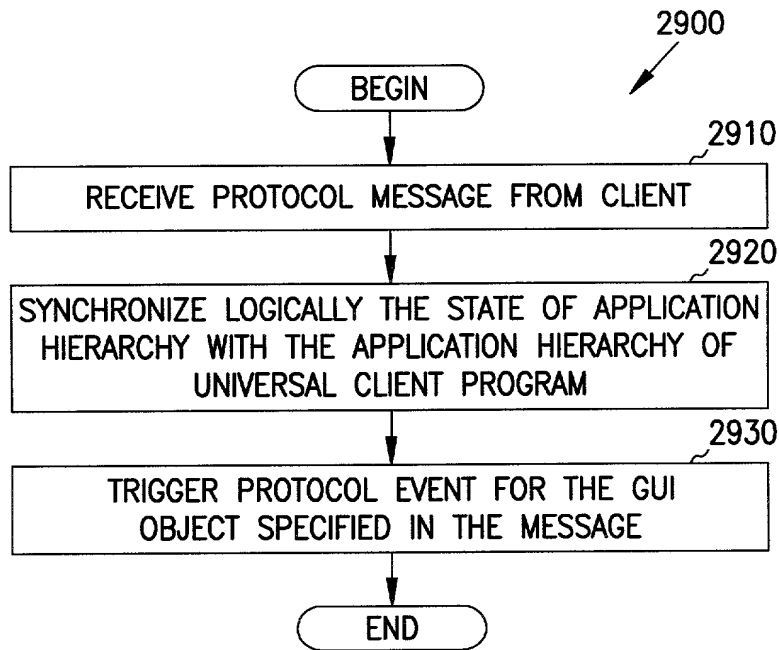 2900
BEGIN
2910
RECEIVE PROTOCOL MESSAGE FROM CLIENT
2920
SYNCHRONIZE LOGICALLY THE STATE OF APPLICATION
HIERARCHY WITH THE APPLICATION HIERARCHY OF
UNIVERSAL CLIENT PROGRAM
2930
TRIGGER PROTOCOL EVENT FOR THE GUI
OBJECT SPECIFIED IN THE MESSAGE
END